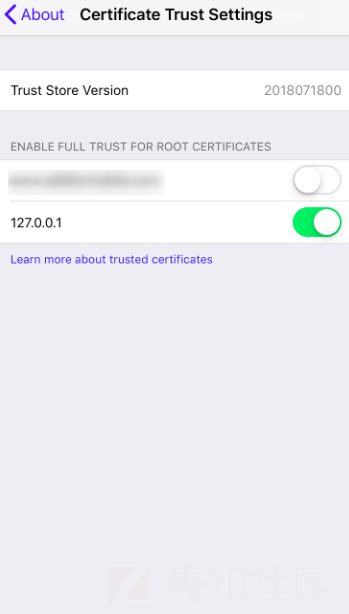 About Certificate Trust Settings
Trust Store Version 2018071800
ENABLE FULL TRUST FOR ROOT CERTIFICATES
127.0.0.1
Learn more about trusted certificates
先知社区